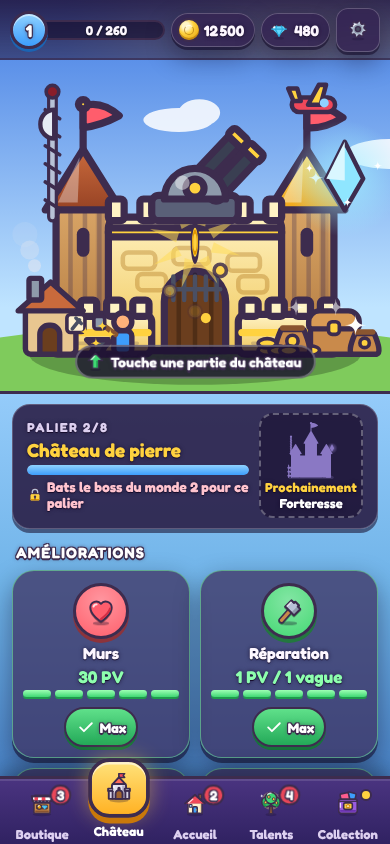 1
0 / 260
12 500
480
Touche une partie du château
PALIER 2/8
Château de pierre
Bats le boss du monde 2 pour ce
palier
Prochainement
Forteresse
AMÉLIORATIONS
Murs
30 PV
Max
Réparation
1 PV / 1 vague
Max
3
2
4
Boutique
Château
Accueil
Talents
Collection